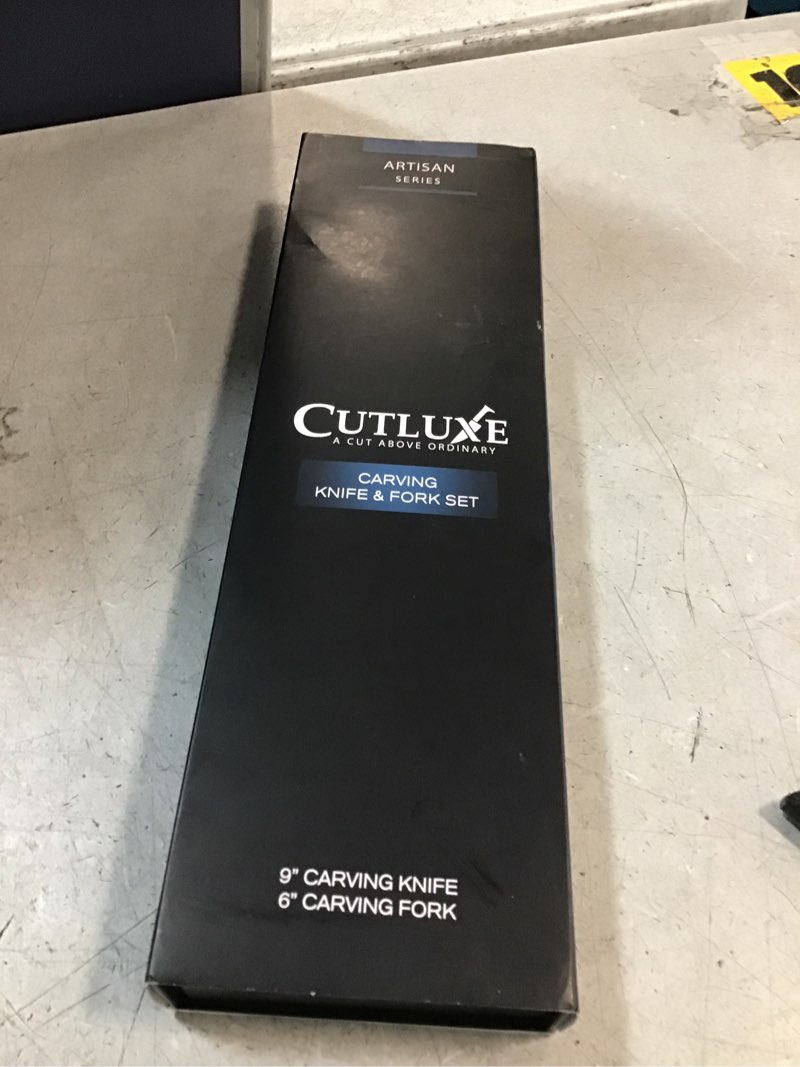 ARTISAN
SERIES
CUTLUXE
A CUT ABOVE ORDINARY
CARVING
KNIFE & FORK SET
9” CARVING KNIFE
6” CARVING FORK